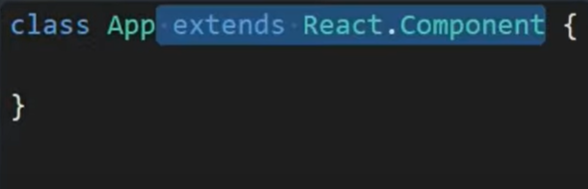 class App extends React.Component {
}